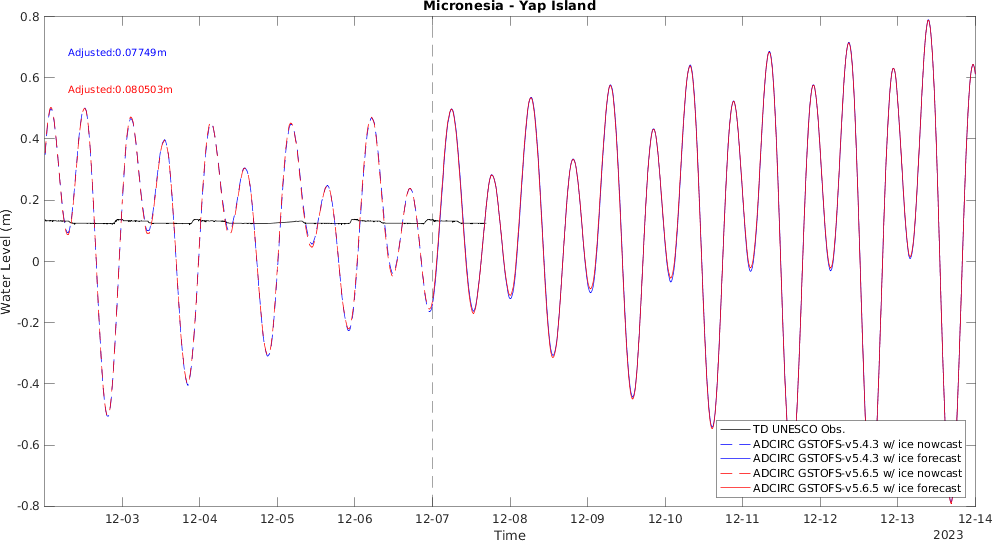 Micronesia - Yap Island
Adjusted:0.07749m
Adjusted:0.080503m
Water Level (m)
0.8
0.6
0.4
0.2
0
-0.2
-0.4
-0.6
-0.8
TD UNESCO Obs.
ADCIRC GSTOFS-v5.4.3 w/ ice nowcast
ADCIRC GSTOFS-v5.4.3 w/ ice forecast
ADCIRC GSTOFS-v5.6.5 w/ ice nowcast
ADCIRC GSTOFS-v5.6.5 w/ ice forecast
12-03 12-04 12-05 12-06 12-07 12-08 12-09 12-10 12-11 12-12 12-13 12-14
Time
2023